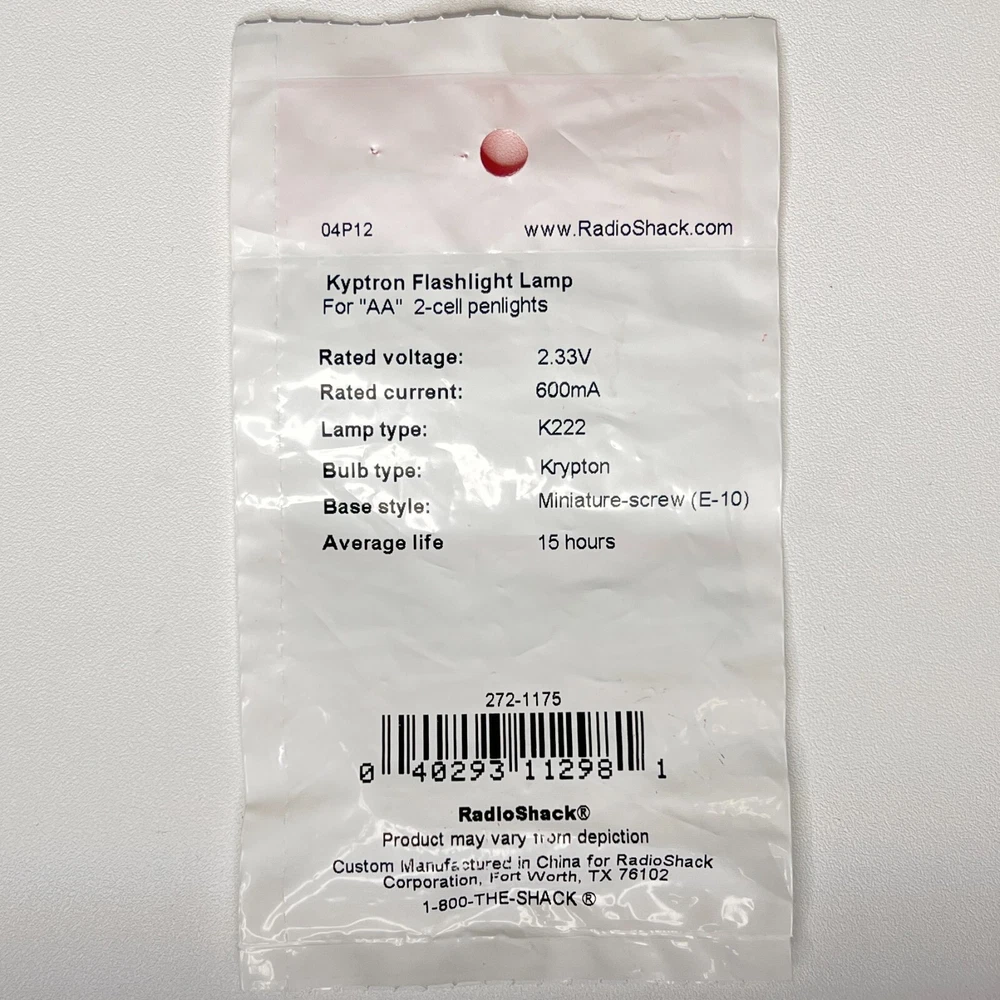 04P12 www.RadioShack.com
Kyptron Flashlight Lamp
For "AA" 2-cell penlights
Rated voltage: 2.33V
Rated current: 600mA
Lamp type: K222
Bulb type: Krypton
Base style: Miniature-screw (E-10)
Average life 15 hours
272-1175
0 40293 11298 1
RadioShack®
Product may vary from depiction
Custom Manufactured in China for RadioShack
Corporation, Fort Worth, TX 76102
1-800-THE-SHACK ®